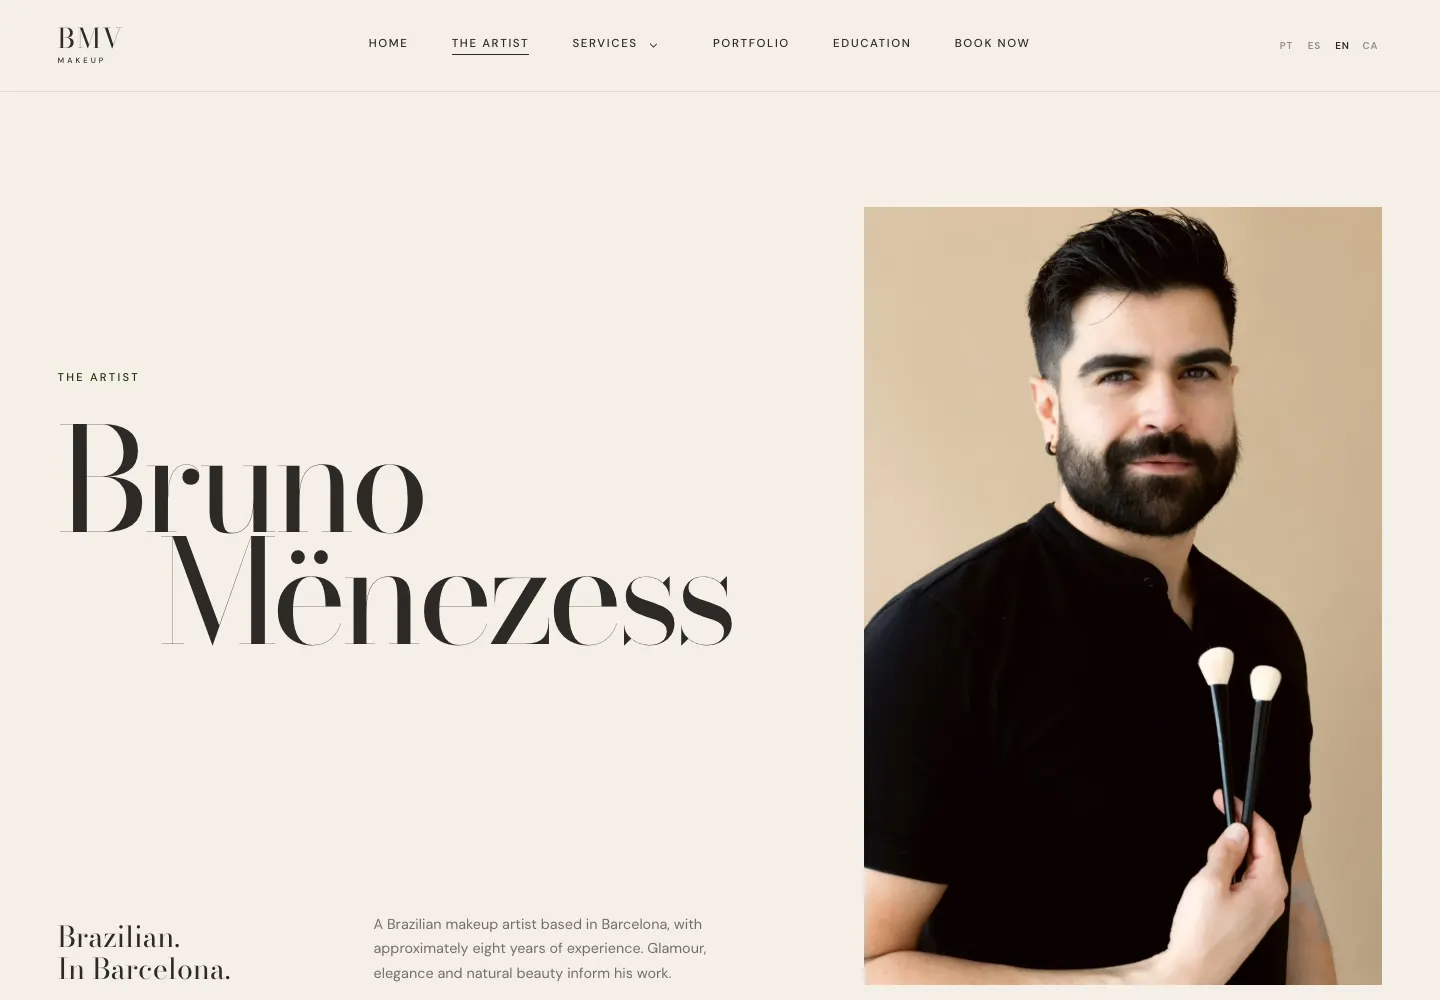 BMV
MAKEUP
HOME
THE ARTIST
SERVICES
PORTFOLIO
EDUCATION
BOOK NOW
PT
ES
EN
CA
THE ARTIST
Bruno
Mënezess
Brazilian.
In Barcelona.
A Brazilian makeup artist based in Barcelona, with
approximately eight years of experience. Glamour,
elegance and natural beauty inform his work.